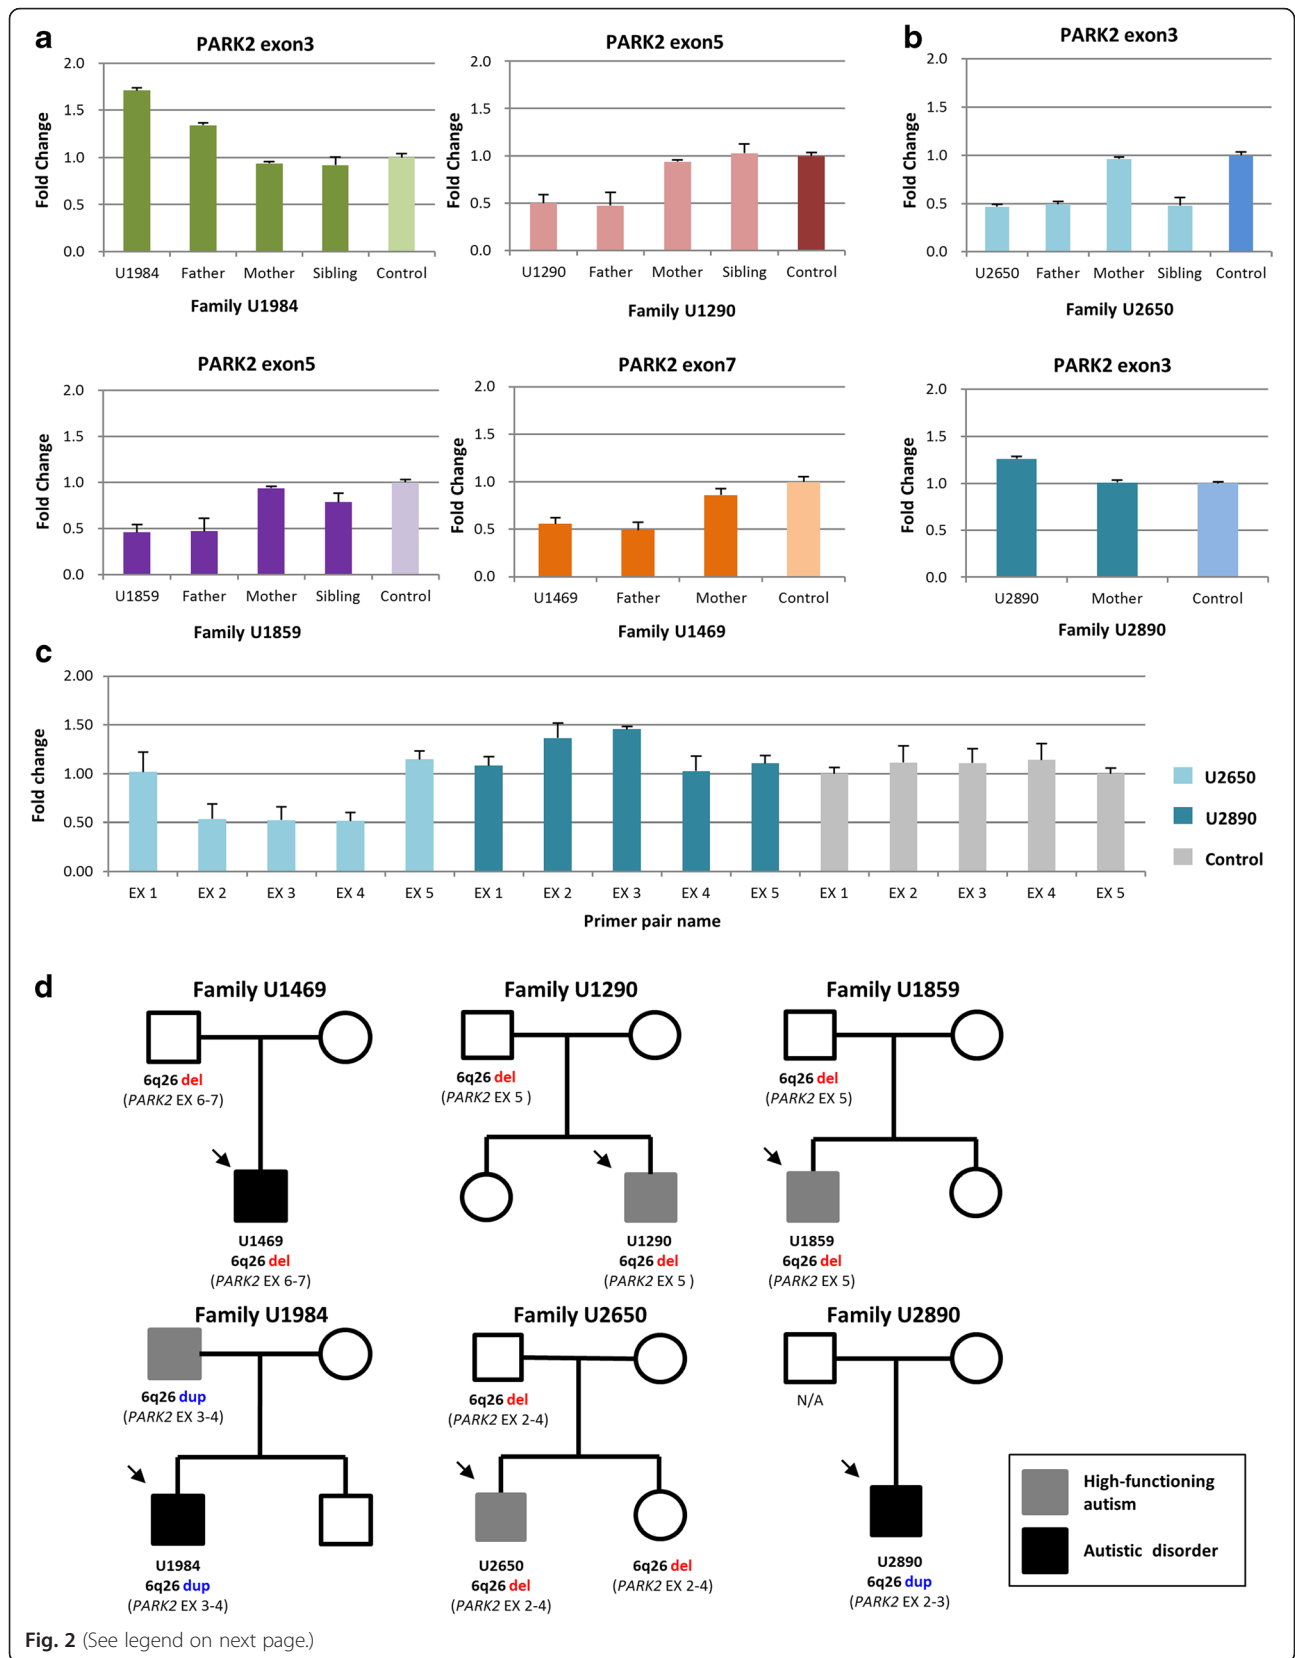 a
PARK2 exon3
2.0
1.5
1.0
0.5
0.0
Fold Change
U1984 Father Mother Sibling Control
Family U1984
PARK2 exon5
2.0
1.5
1.0
0.5
0.0
Fold Change
U1290 Father Mother Sibling Control
Family U1290
b
PARK2 exon3
2.0
1.5
1.0
0.5
0.0
Fold Change
U2650 Father Mother Sibling Control
Family U2650
PARK2 exon5
2.0
1.5
1.0
0.5
0.0
Fold Change
U1859 Father Mother Sibling Control
Family U1859
PARK2 exon7
2.0
1.5
1.0
0.5
0.0
Fold Change
U1469 Father Mother Control
Family U1469
PARK2 exon3
2.0
1.5
1.0
0.5
0.0
Fold Change
U2890 Mother Control
Family U2890
c
2.00
1.50
1.00
0.50
0.00
Fold change
EX 1 EX 2 EX 3 EX 4 EX 5 EX 1 EX 2 EX 3 EX 4 EX 5 EX 1 EX 2 EX 3 EX 4 EX 5
Primer pair name
U2650
U2890
Control
d
Family U1469
6q26 del
(PARK2 EX 6-7)
U1469
6q26 del
(PARK2 EX 6-7)
Family U1290
6q26 del
(PARK2 EX 5 )
U1290
6q26 del
(PARK2 EX 5 )
Family U1859
6q26 del
(PARK2 EX 5)
U1859
6q26 del
(PARK2 EX 5)
Family U1984
6q26 dup
(PARK2 EX 3-4)
U1984
6q26 dup
(PARK2 EX 3-4)
Family U2650
6q26 del
(PARK2 EX 2-4)
U2650
6q26 del
(PARK2 EX 2-4)
6q26 del
(PARK2 EX 2-4)
Family U2890
N/A
U2890
6q26 dup
(PARK2 EX 2-3)
High-functioning
autism
Autistic disorder
Fig. 2 (See legend on next page.)